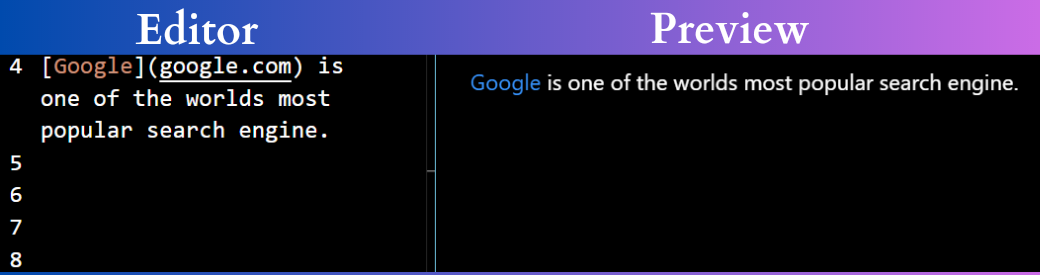 Editor
Preview
4 [Google](google.com) is
one of the worlds most
popular search engine.
5
6
7
8
Google is one of the worlds most popular search engine.